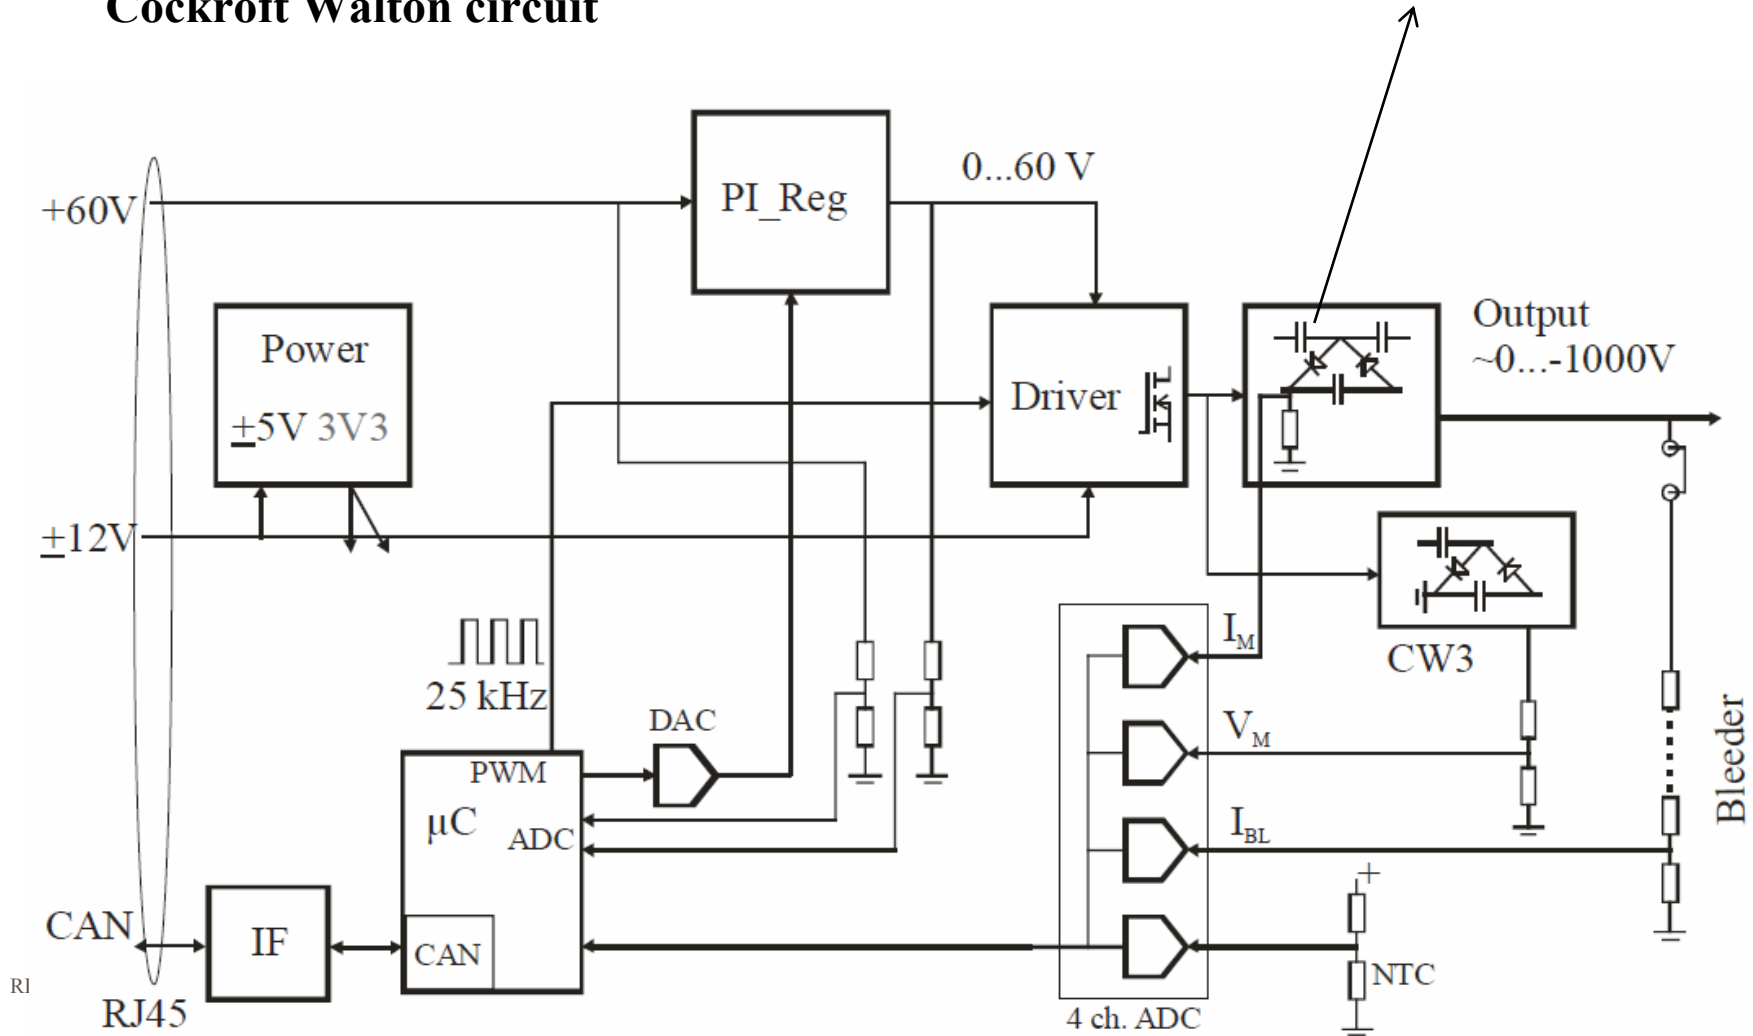 Cockroft Walton circuit
+60V
PI_Reg
0...60 V
Power
±5V 3V3
Driver
Output
~0...-1000V
±12V
25 kHz
DAC
PWM
µC
ADC
CAN
IF
CAN
RJ45
I_M
V_M
I_BL
CW3
Bleeder
+
NTC
4 ch. ADC